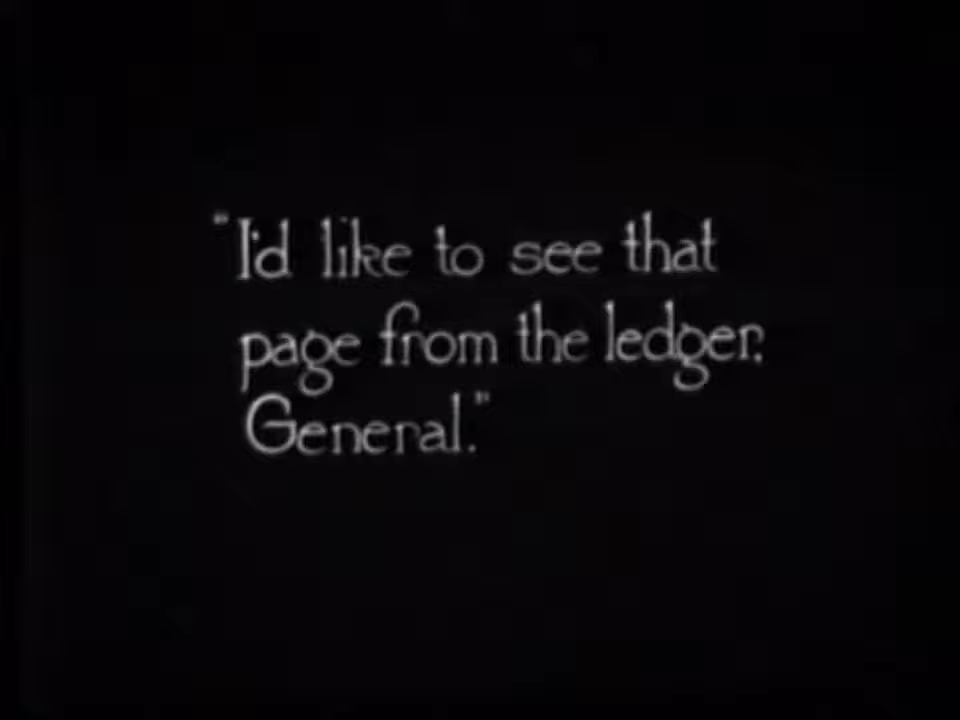 "I'd like to see that
page from the ledger,
General."